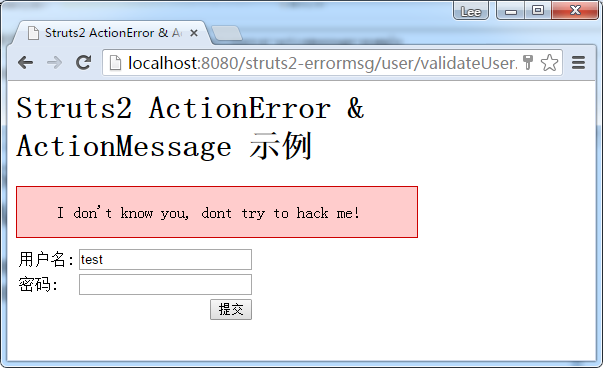 Lee
Struts2 ActionError & A
localhost:8080/struts2-errormsg/user/validateUser.
Struts2 ActionError &
ActionMessage 示例
I don't know you, dont try to hack me!
用户名: test
密码:
提交